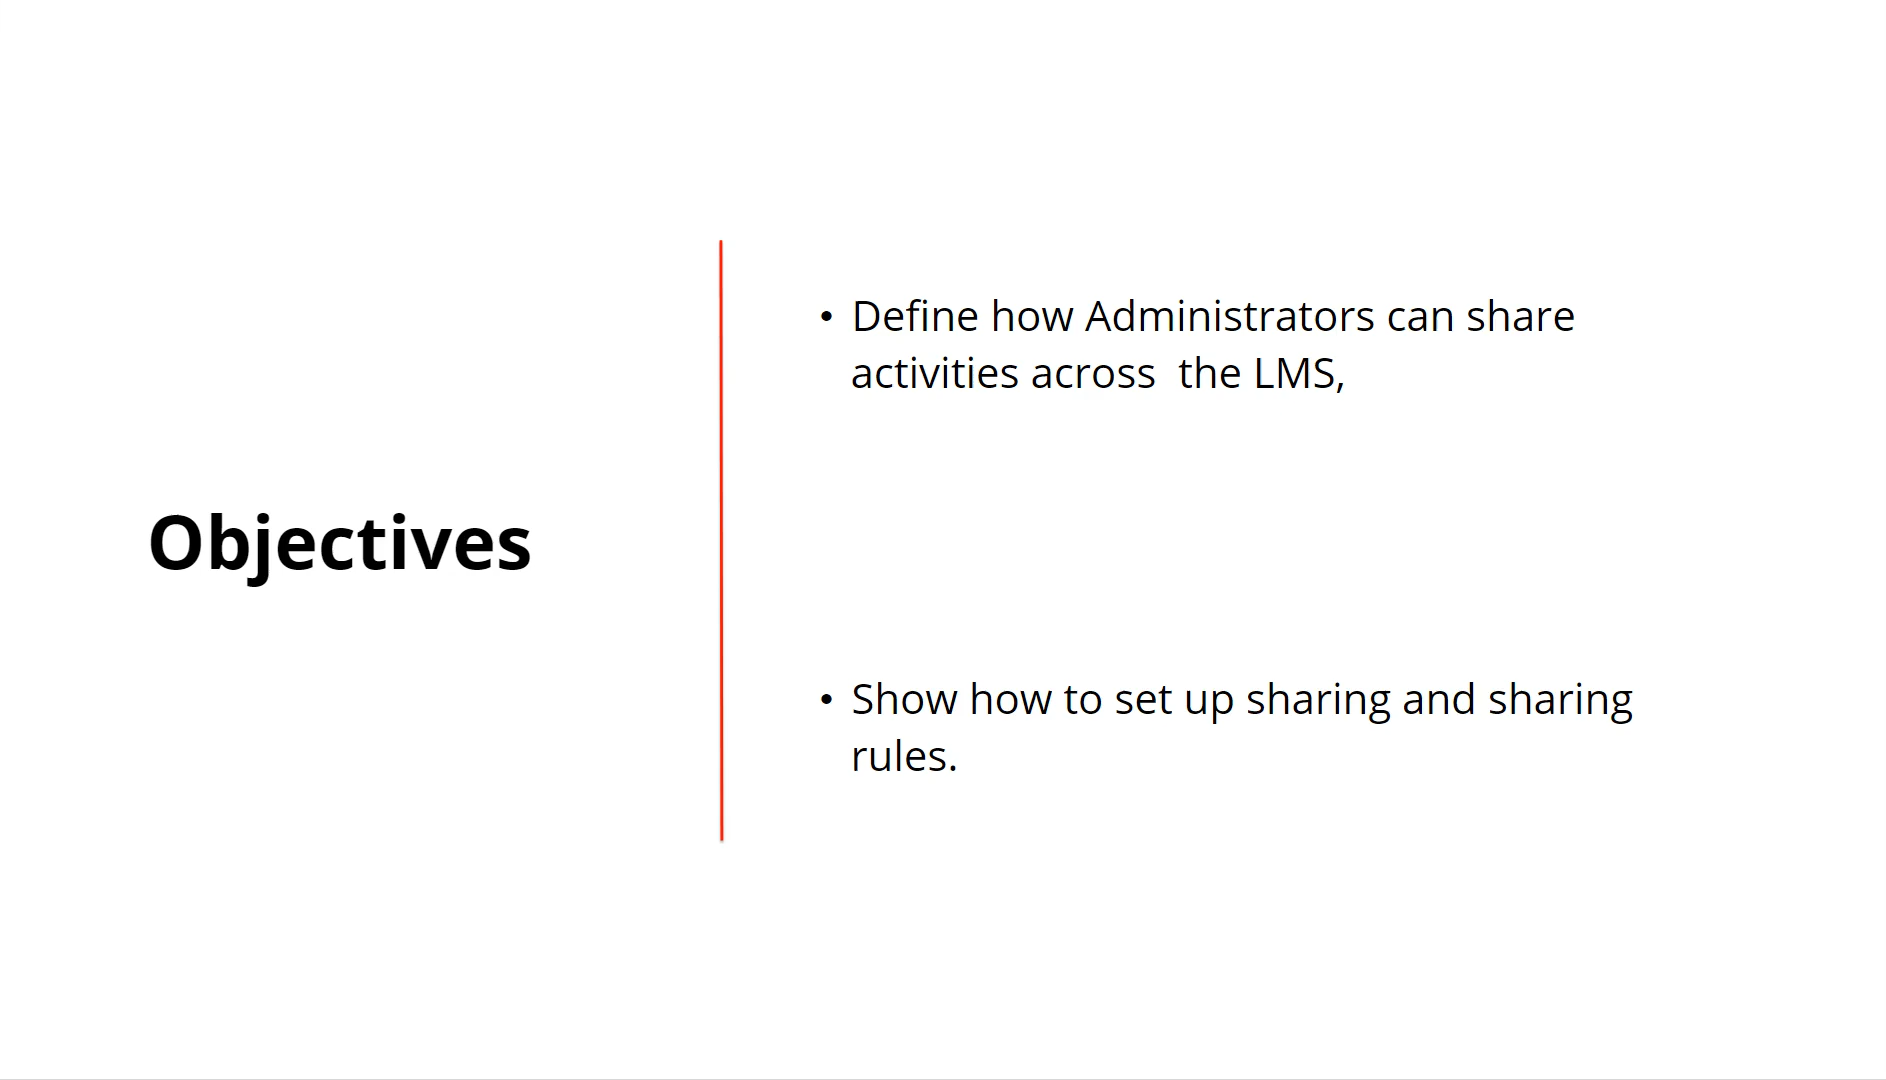 Objectives
• Define how Administrators can share
activities across  the LMS,
• Show how to set up sharing and sharing
rules.